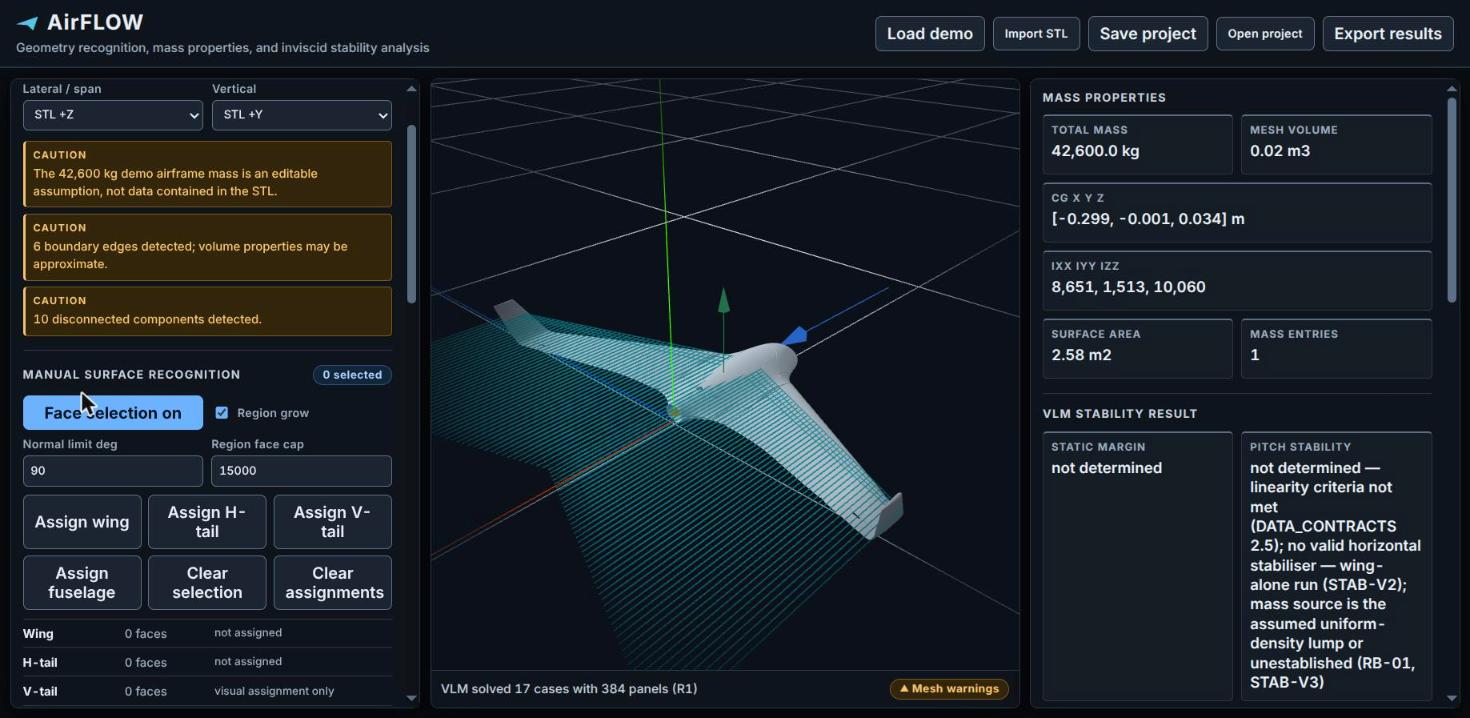 AirFLOW
Geometry recognition, mass properties, and inviscid stability analysis
Load demo
Import STL
Save project
Open project
Export results
Lateral / span
Vertical
STL +Z
STL +Y
CAUTION
The 42,600 kg demo airframe mass is an editable
assumption, not data contained in the STL.
CAUTION
6 boundary edges detected; volume properties may be
approximate.
CAUTION
10 disconnected components detected.
MANUAL SURFACE RECOGNITION
0 selected
Face selection on
Region grow
Normal limit deg
Region face cap
90
15000
Assign wing
Assign H-
tail
Assign V-
tail
Assign
fuselage
Clear
selection
Clear
assignments
Wing
0 faces
not assigned
H-tail
0 faces
not assigned
V-tail
0 faces
visual assignment only
VLM solved 17 cases with 384 panels (R1)
Mesh warnings
MASS PROPERTIES
TOTAL MASS
42,600.0 kg
MESH VOLUME
0.02 m3
CG X Y Z
[-0.299, -0.001, 0.034] m
IXX IYY IZZ
8,651, 1,513, 10,060
SURFACE AREA
2.58 m2
MASS ENTRIES
1
VLM STABILITY RESULT
STATIC MARGIN
not determined
PITCH STABILITY
not determined —
linearity criteria not
met
(DATA_CONTRACTS
2.5); no valid horizontal
stabiliser — wing-
alone run (STAB-V2);
mass source is the
assumed uniform-
density lump or
unestablished (RB-01,
STAB-V3)